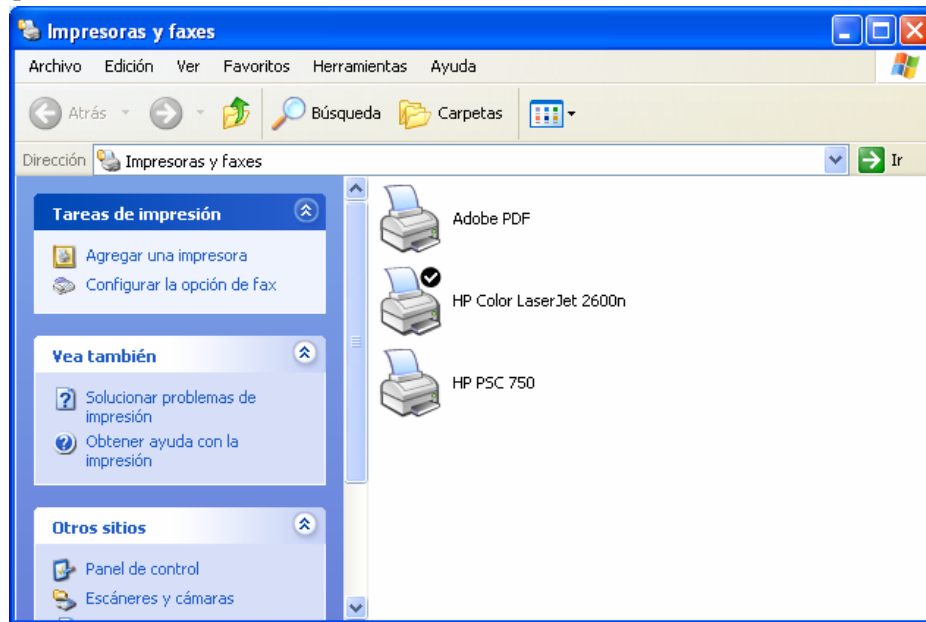 Impresoras y faxes
Archivo Edición Ver Favoritos Herramientas Ayuda
Atrás Búsqueda Carpetas
Dirección Impresoras y faxes Ir
Tareas de impresión
Agregar una impresora
Configurar la opción de fax
Vea también
Solucionar problemas de
impresión
Obtener ayuda con la
impresión
Otros sitios
Panel de control
Escáneres y cámaras
Adobe PDF
HP Color LaserJet 2600n
HP PSC 750